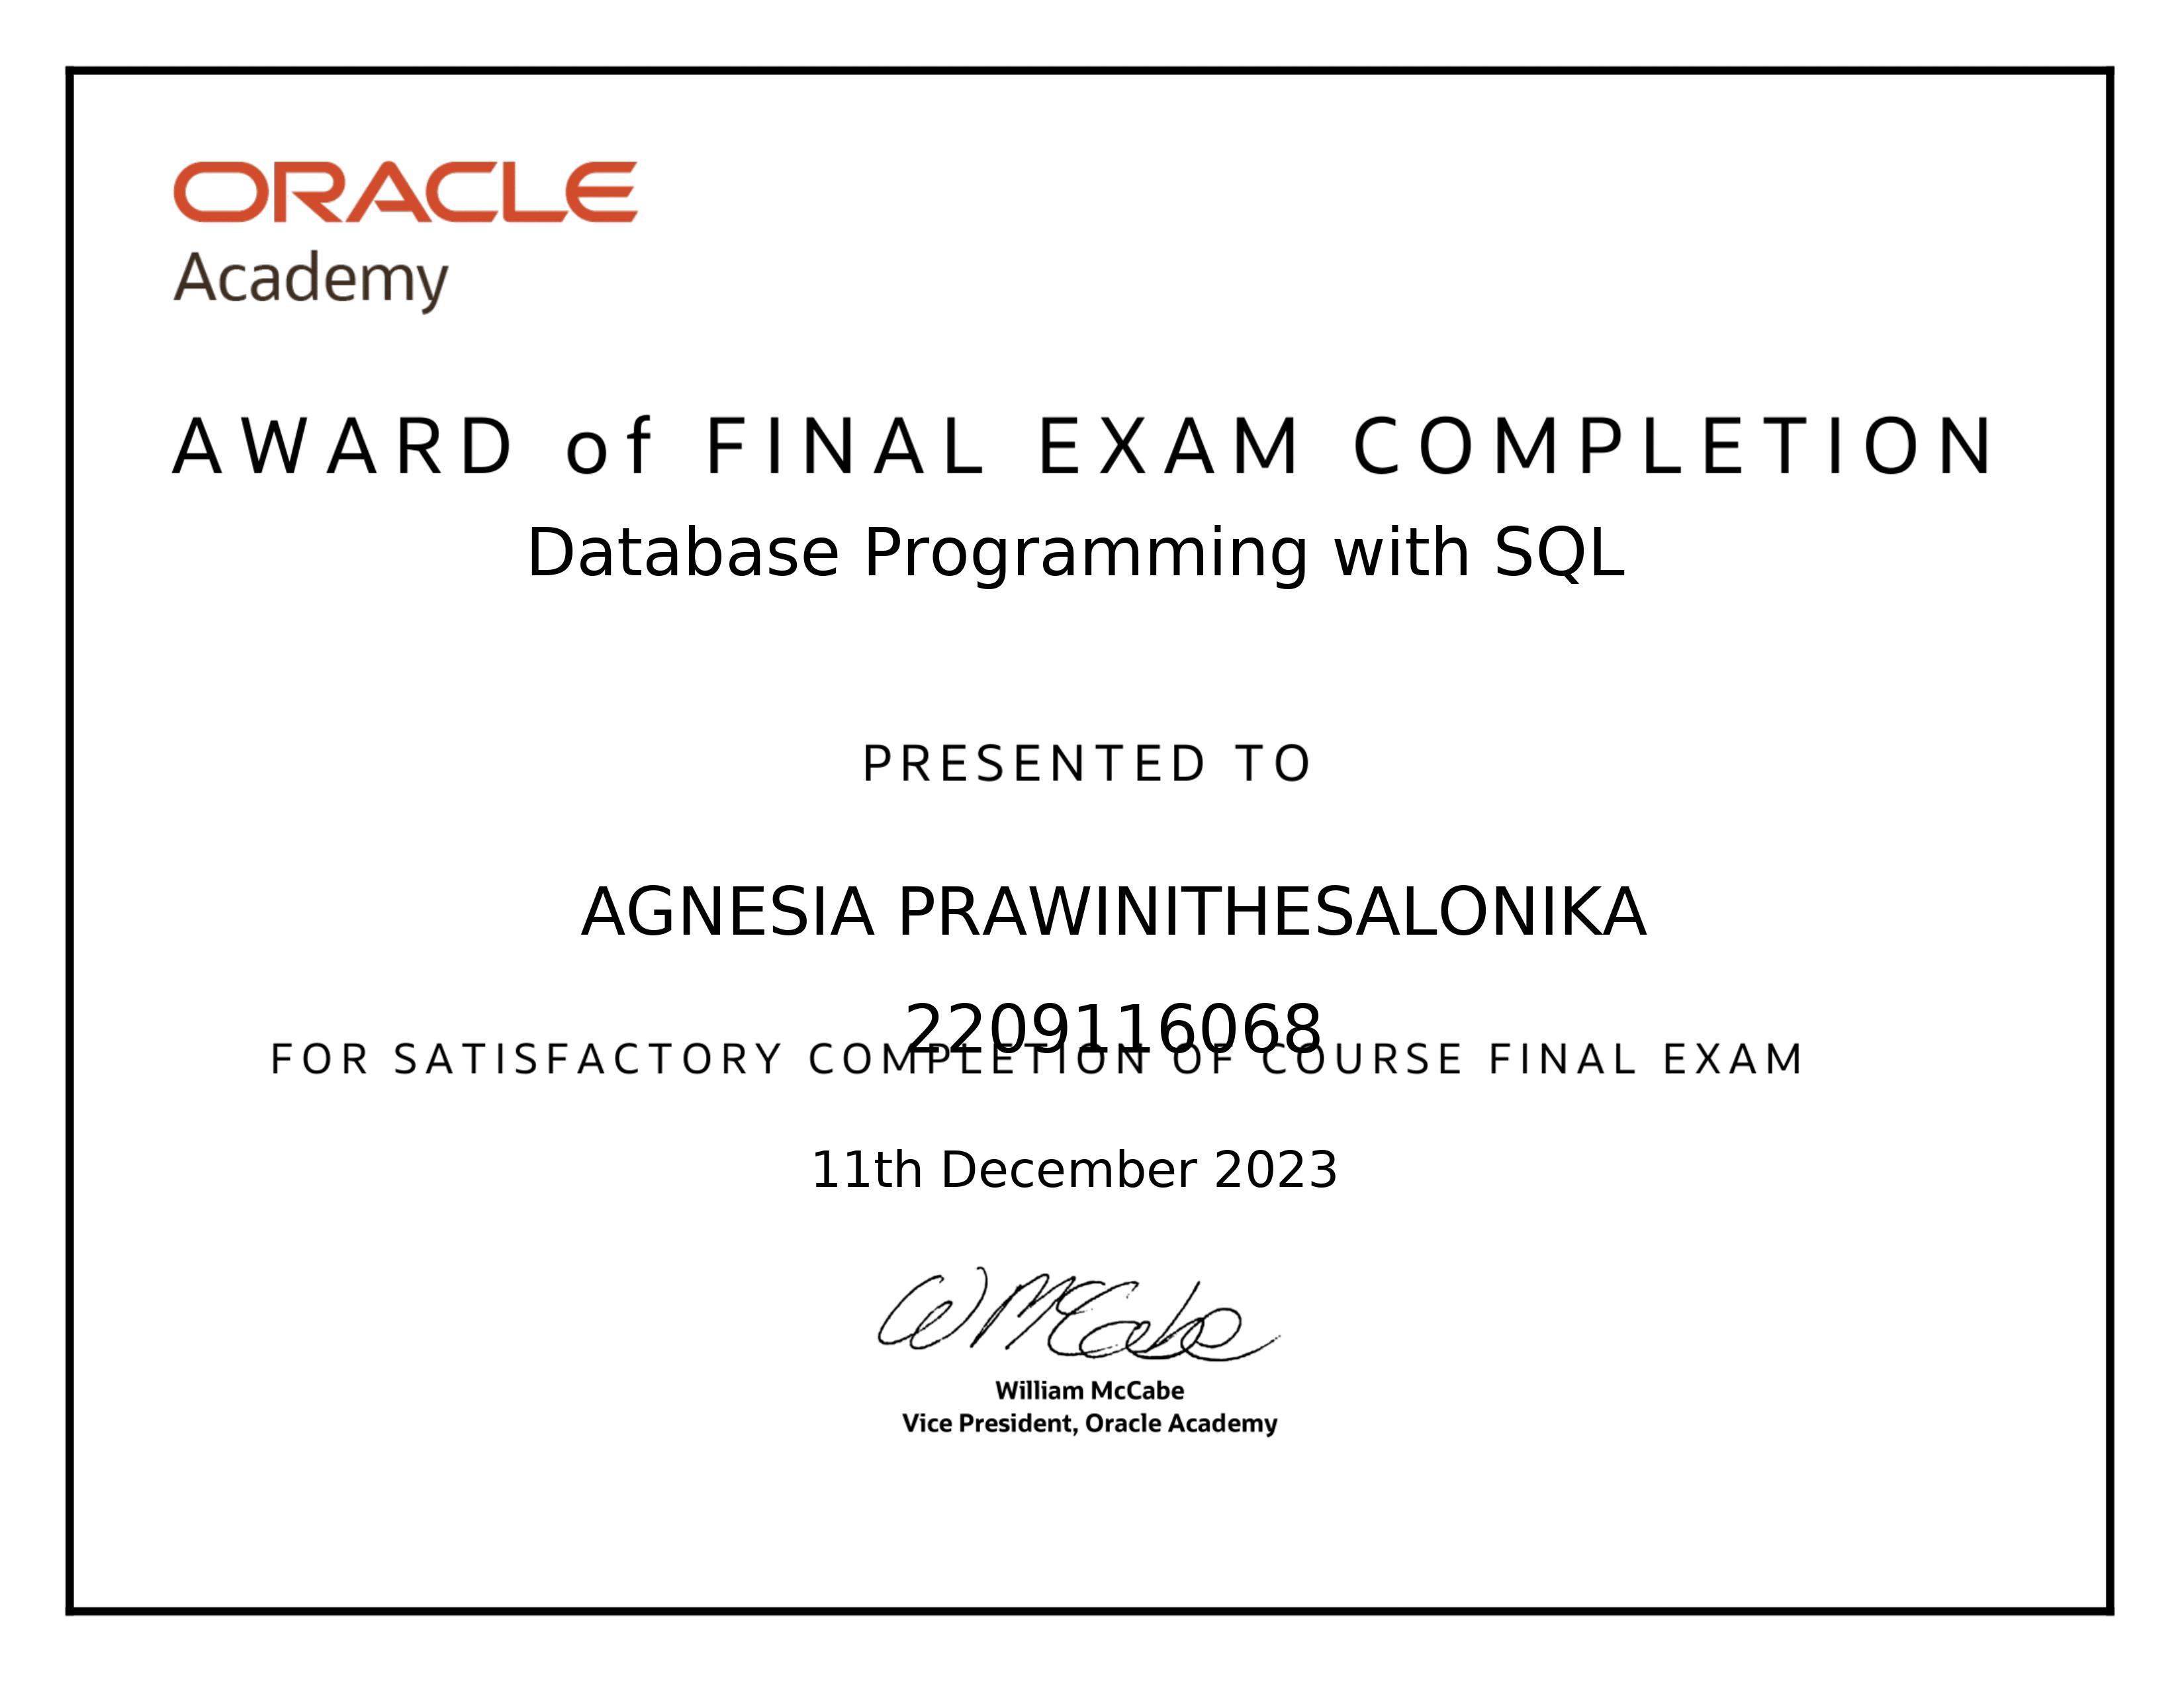 ORACLE
Academy
AWARD of FINAL EXAM COMPLETION
Database Programming with SQL
PRESENTED TO
AGNESIA PRAWINITHESALONIKA
2209116068
FOR SATISFACTORY COMPLETION OF COURSE FINAL EXAM
11th December 2023
W McCabe
William McCabe
Vice President, Oracle Academy